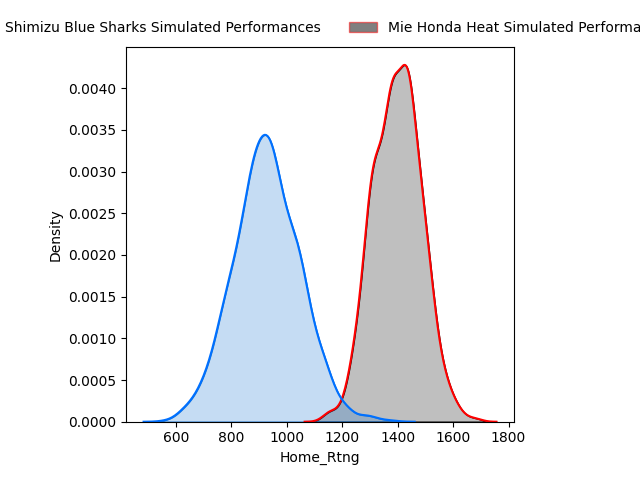 Shimizu Blue Sharks Simulated Performances
Mie Honda Heat Simulated Performa
0.0040
0.0035
0.0030
0.0025
0.0020
0.0015
0.0010
0.0005
0.0000
Density
600 800 1000 1200 1400 1600 1800
Home_Rtng